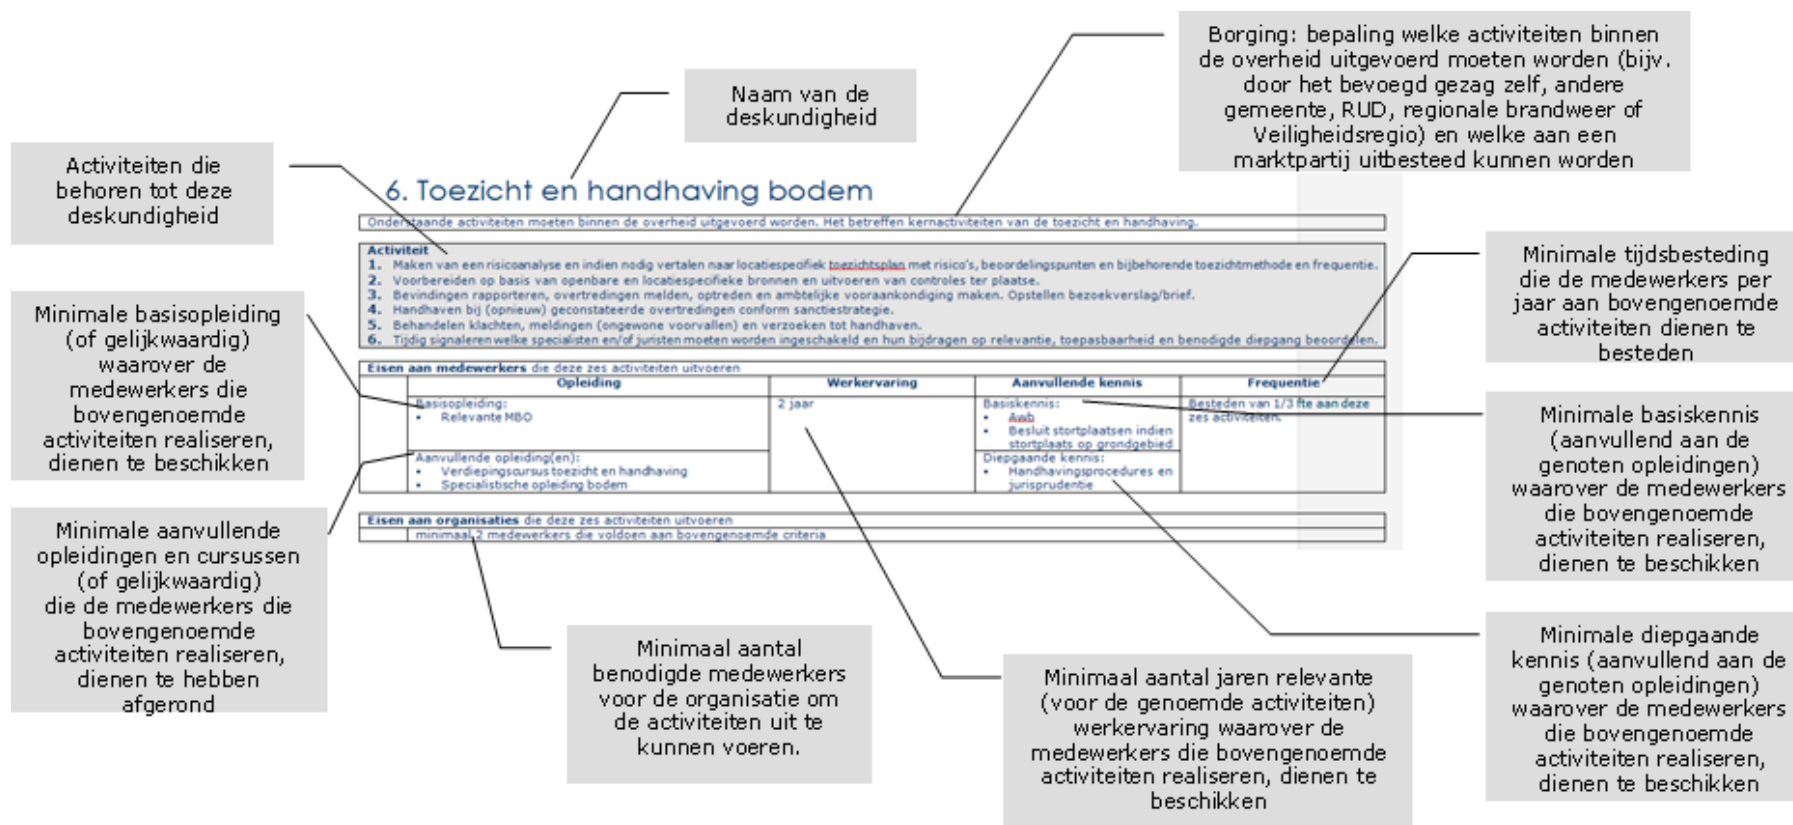 Borging: bepaling welke activiteiten binnen
de overheid uitgevoerd moeten worden (bijv.
door het bevoegd gezag zelf, andere
gemeente, RUD, regionale brandweer of
Veiligheidsregio) en welke aan een
marktpartij uitbesteed kunnen worden
Naam van de
deskundigheid
Activiteiten die
behoren tot deze
deskundigheid
6. Toezicht en handhaving bodem
Onderstaande activiteiten moeten binnen de overheid uitgevoerd worden. Het betreffen kernactiviteiten van de toezicht en handhaving.
Activiteit
1. Maken van een risicoanalyse en indien nodig vertalen naar locatiespecifiek toezichtsplan met risico's, beoordelingspunten en bijbehorende toezichtmethode en frequentie.
2. Voorbereiden op basis van openbare en locatiespecifieke bronnen en uitvoeren van controles ter plaatse.
3. Bevindingen rapporteren, overtredingen melden, optreden en ambtelijke vooraankondiging maken. Opstellen bezoekverslag/brief.
4. Handhaven bij (opnieuw) geconstateerde overtredingen conform sanctiestrategie.
5. Behandelen klachten, meldingen (ongewone voorvallen) en verzoeken tot handhaven.
6. Tijdig signaleren welke specialisten en/of juristen moeten worden ingeschakeld en hun bijdragen op relevantie, toepasbaarheid en benodigde diepgang beoordelen.
Eisen aan medewerkers die deze zes activiteiten uitvoeren
Opleiding Werkervaring Aanvullende kennis Frequentie
Basisopleiding:
• Relevante MBO
2 jaar
Basiskennis:
• Awb
• Besluit stortplaatsen indien
stortplaats op grondgebied
Besteden van 1/3 fte aan deze
zes activiteiten.
Aanvullende opleiding(en):
• Verdiepingscursus toezicht en handhaving
• Specialistische opleiding bodem
Diepgaande kennis:
• Handhavingsprocedures en
jurisprudentie
Eisen aan organisaties die deze zes activiteiten uitvoeren
minimaal 2 medewerkers die voldoen aan bovengenoemde criteria
Minimale basisopleiding
(of gelijkwaardig)
waarover de
medewerkers die
bovengenoemde
activiteiten realiseren,
dienen te beschikken
Minimale aanvullende
opleidingen en cursussen
(of gelijkwaardig)
die de medewerkers die
bovengenoemde
activiteiten realiseren,
dienen te hebben
afgerond
Minimaal aantal
benodigde medewerkers
voor de organisatie om
de activiteiten uit te
kunnen voeren.
Minimaal aantal jaren relevante
(voor de genoemde activiteiten)
werkervaring waarover de
medewerkers die bovengenoemde
activiteiten realiseren, dienen te
beschikken
Minimale tijdsbesteding
die de medewerkers per
jaar aan bovengenoemde
activiteiten dienen te
besteden
Minimale basiskennis
(aanvullend aan de
genoten opleidingen)
waarover de medewerkers
die bovengenoemde
activiteiten realiseren,
dienen te beschikken
Minimale diepgaande
kennis (aanvullend aan de
genoten opleidingen)
waarover de medewerkers
die bovengenoemde
activiteiten realiseren,
dienen te beschikken